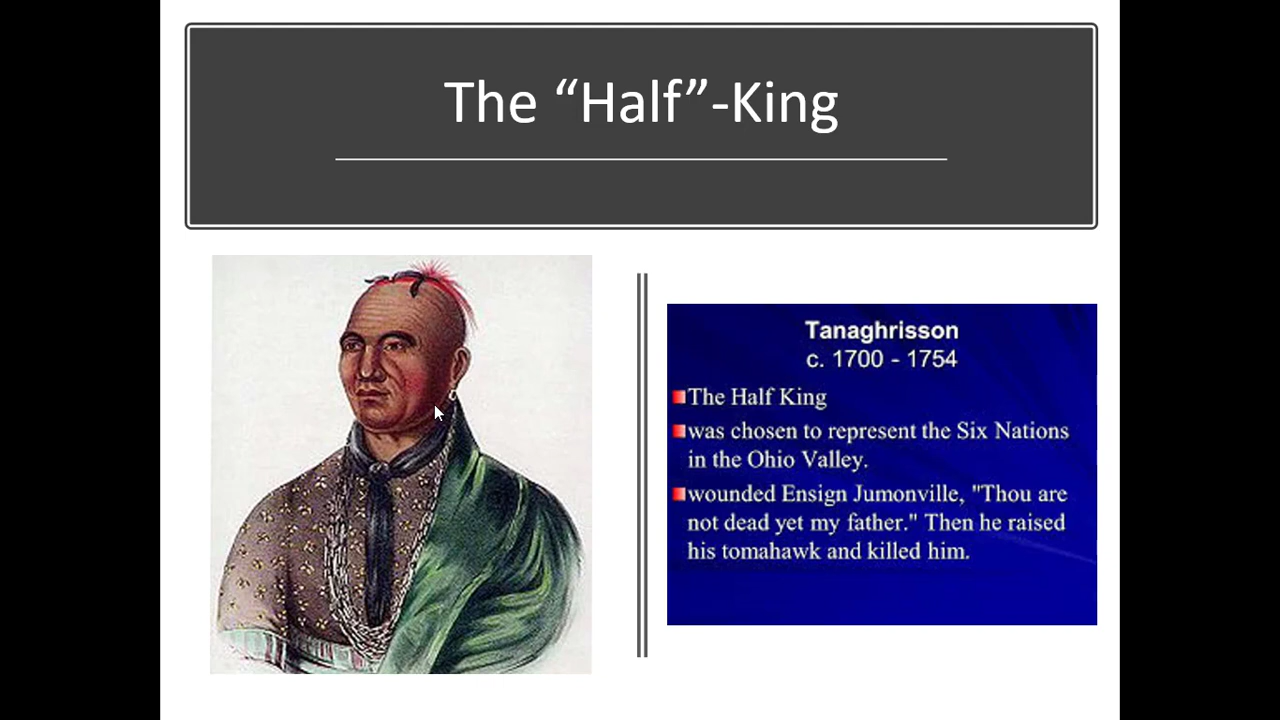 The “Half”-King
Tanaghrisson
c. 1700 - 1754
The Half King
was chosen to represent the Six Nations
in the Ohio Valley.
wounded Ensign Jumonville, "Thou are
not dead yet my father." Then he raised
his tomahawk and killed him.